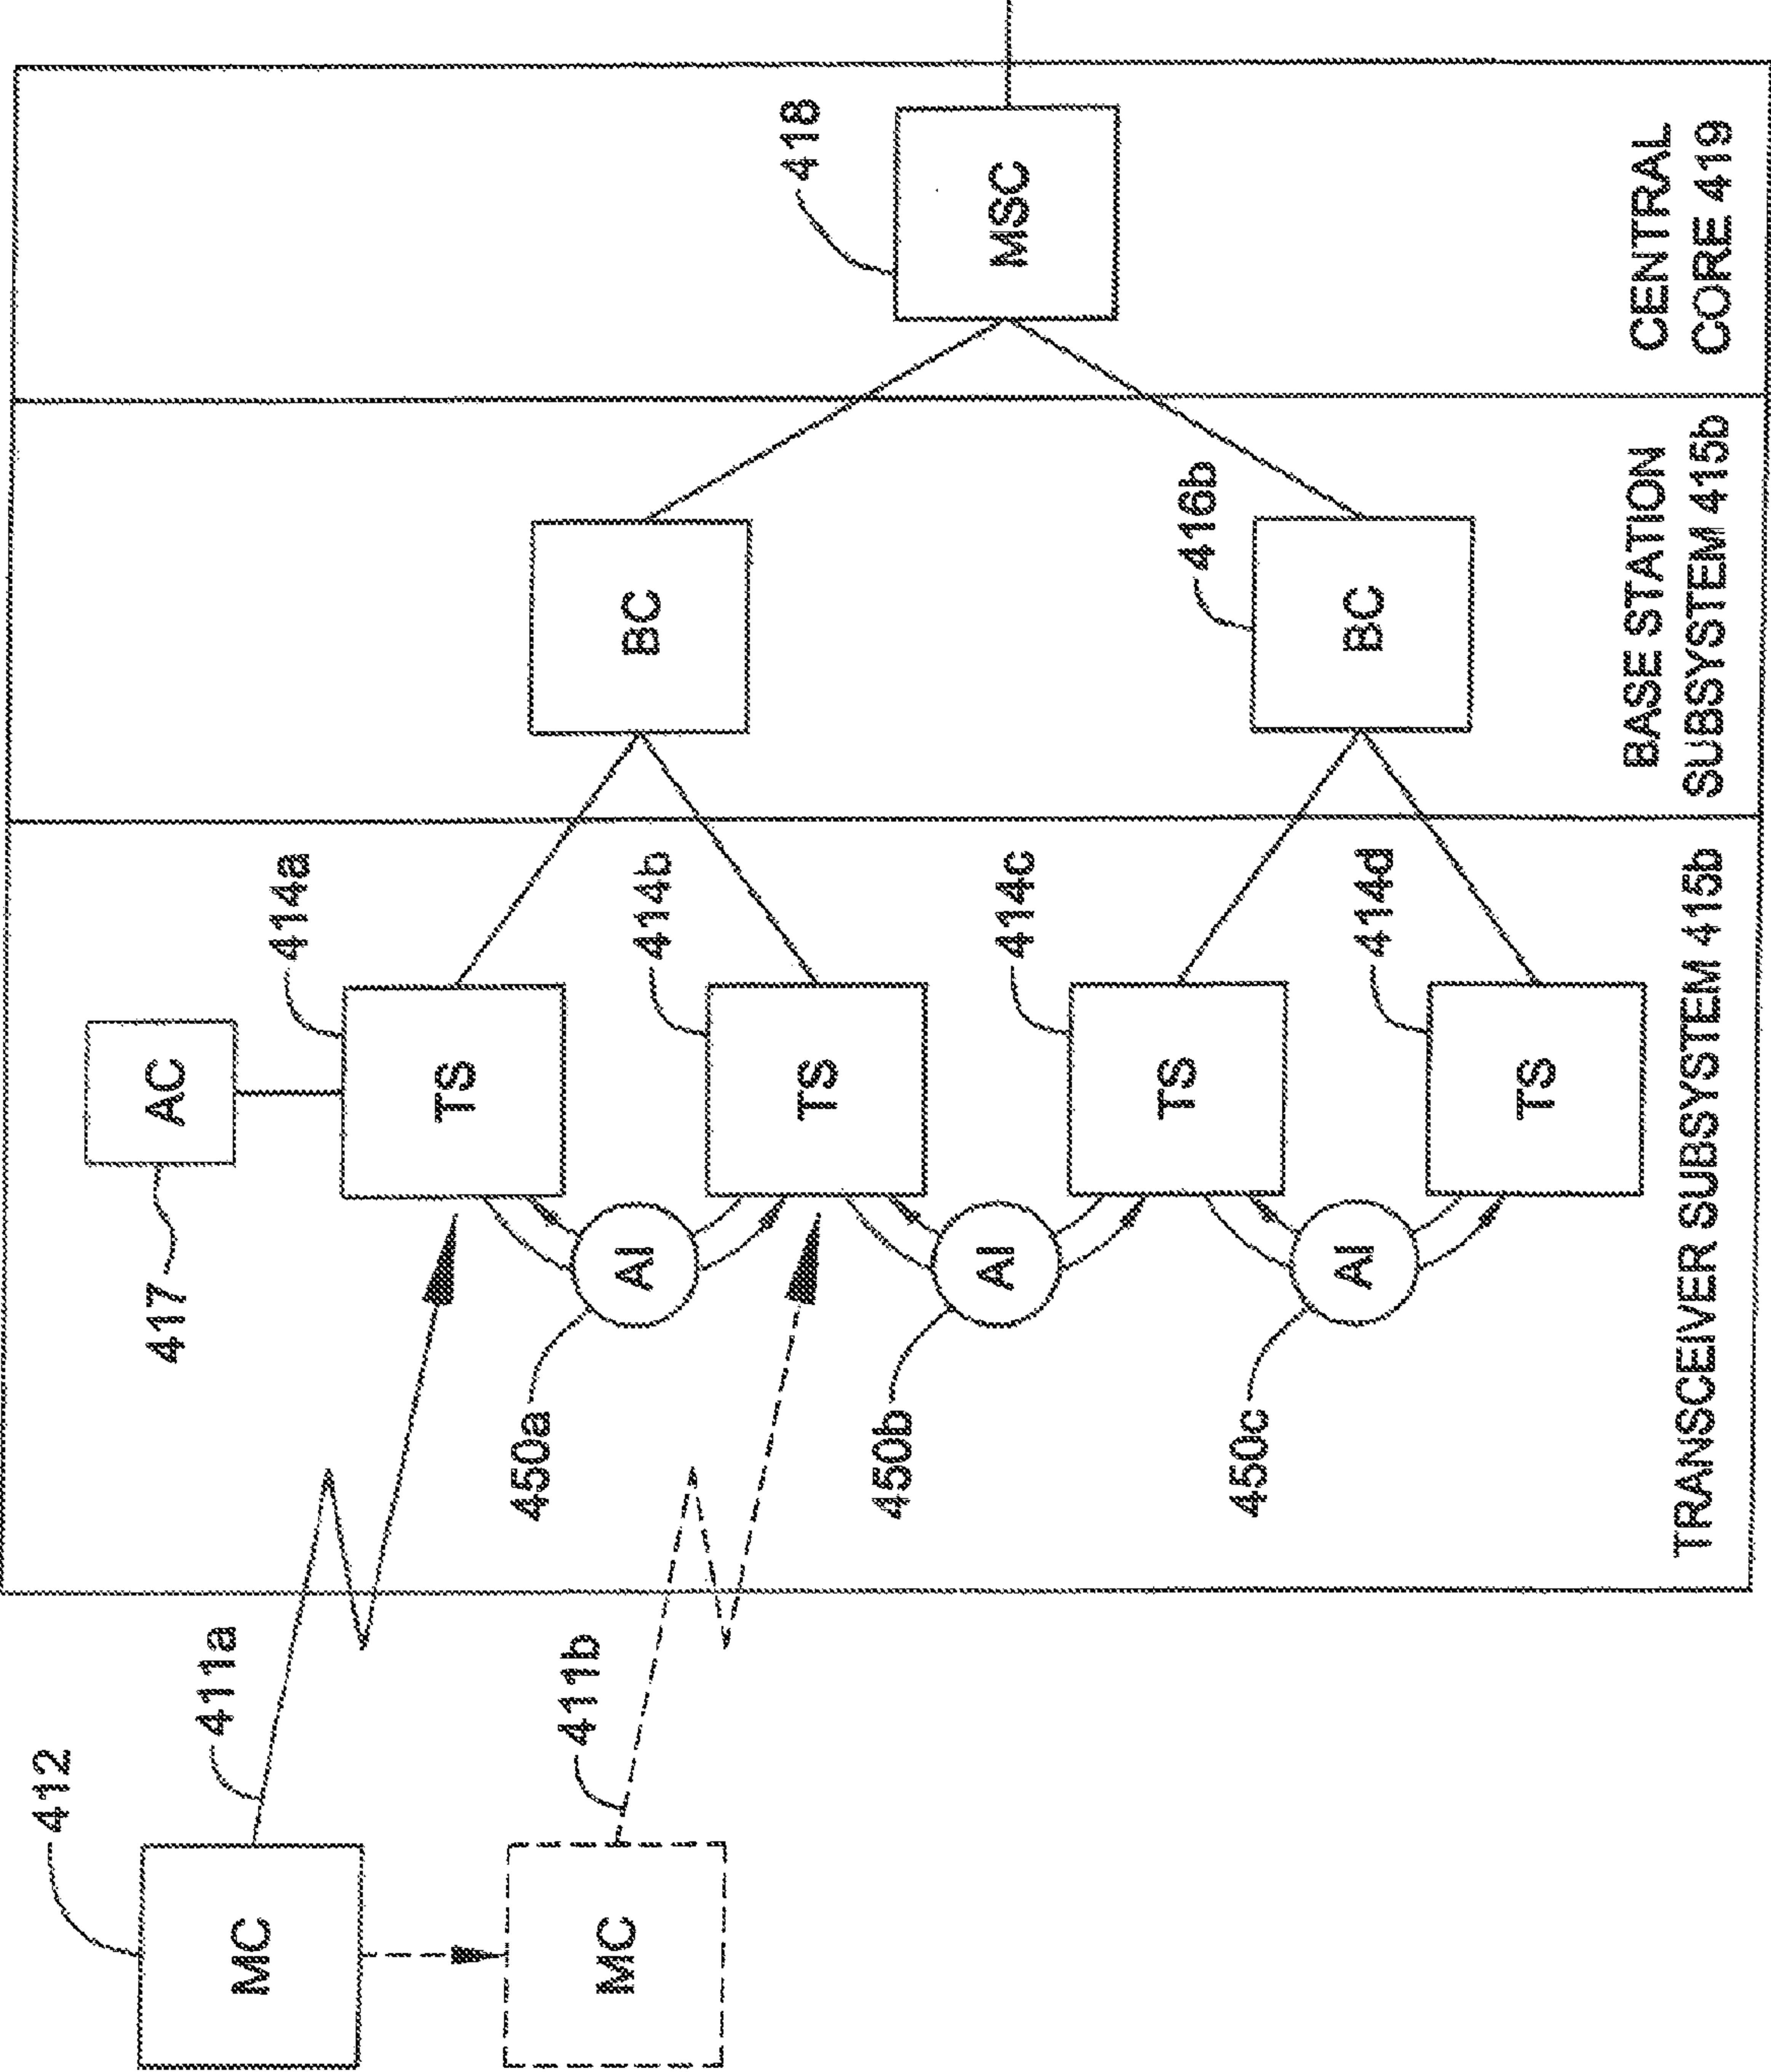 412
MC
411a
MC
411b
417
AC
414a
TS
450a
AI
414b
TS
450b
AI
414c
TS
450c
AI
414d
TS
TRANSCEIVER SUBSYSTEM 415b
BC
416b
BC
BASE STATION
SUBSYSTEM 415b
418
MSC
CENTRAL
CORE 419